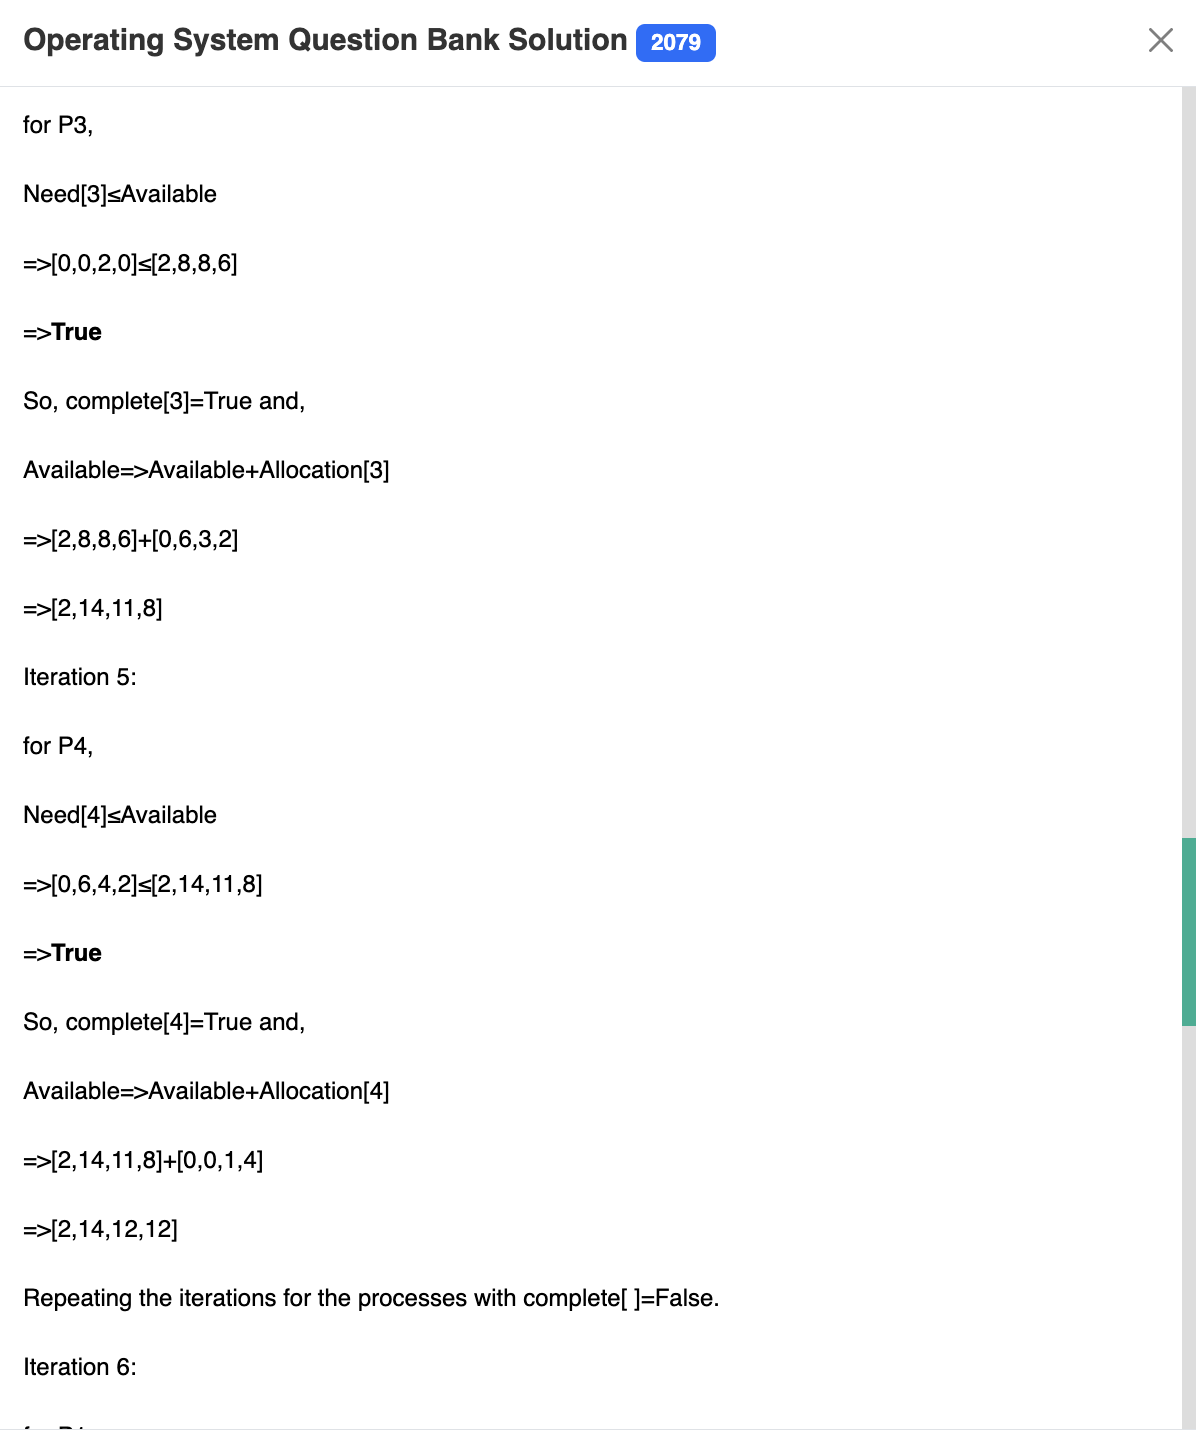 Operating System Question Bank Solution 2079
for P3,
Need[3]≤Available
=>[0,0,2,0]≤[2,8,8,6]
=>True
So, complete[3]=True and,
Available=>Available+Allocation[3]
=>[2,8,8,6]+[0,6,3,2]
=>[2,14,11,8]
Iteration 5:
for P4,
Need[4]≤Available
=>[0,6,4,2]≤[2,14,11,8]
=>True
So, complete[4]=True and,
Available=>Available+Allocation[4]
=>[2,14,11,8]+[0,0,1,4]
=>[2,14,12,12]
Repeating the iterations for the processes with complete[ ]=False.
Iteration 6: